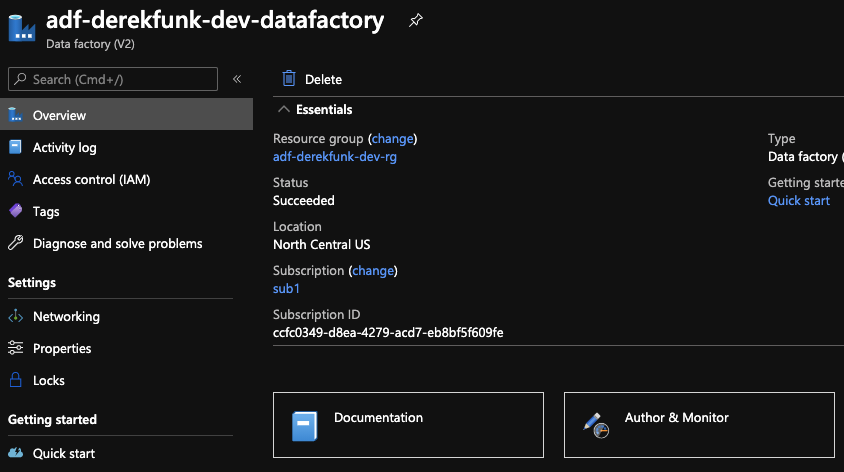 adf-derekfunk-dev-datafactory
Data factory (V2)
Search (Cmd+/)
«
Overview
Activity log
Access control (IAM)
Tags
Diagnose and solve problems
Settings
Networking
Properties
Locks
Getting started
Quick start
Delete
Essentials
Resource group (change)
adf-derekfunk-dev-rg
Status
Succeeded
Location
North Central US
Subscription (change)
sub1
Subscription ID
ccfc0349-d8ea-4279-acd7-eb8bf5f609fe
Type
Data factory (
Getting starte
Quick start
Documentation
Author & Monitor